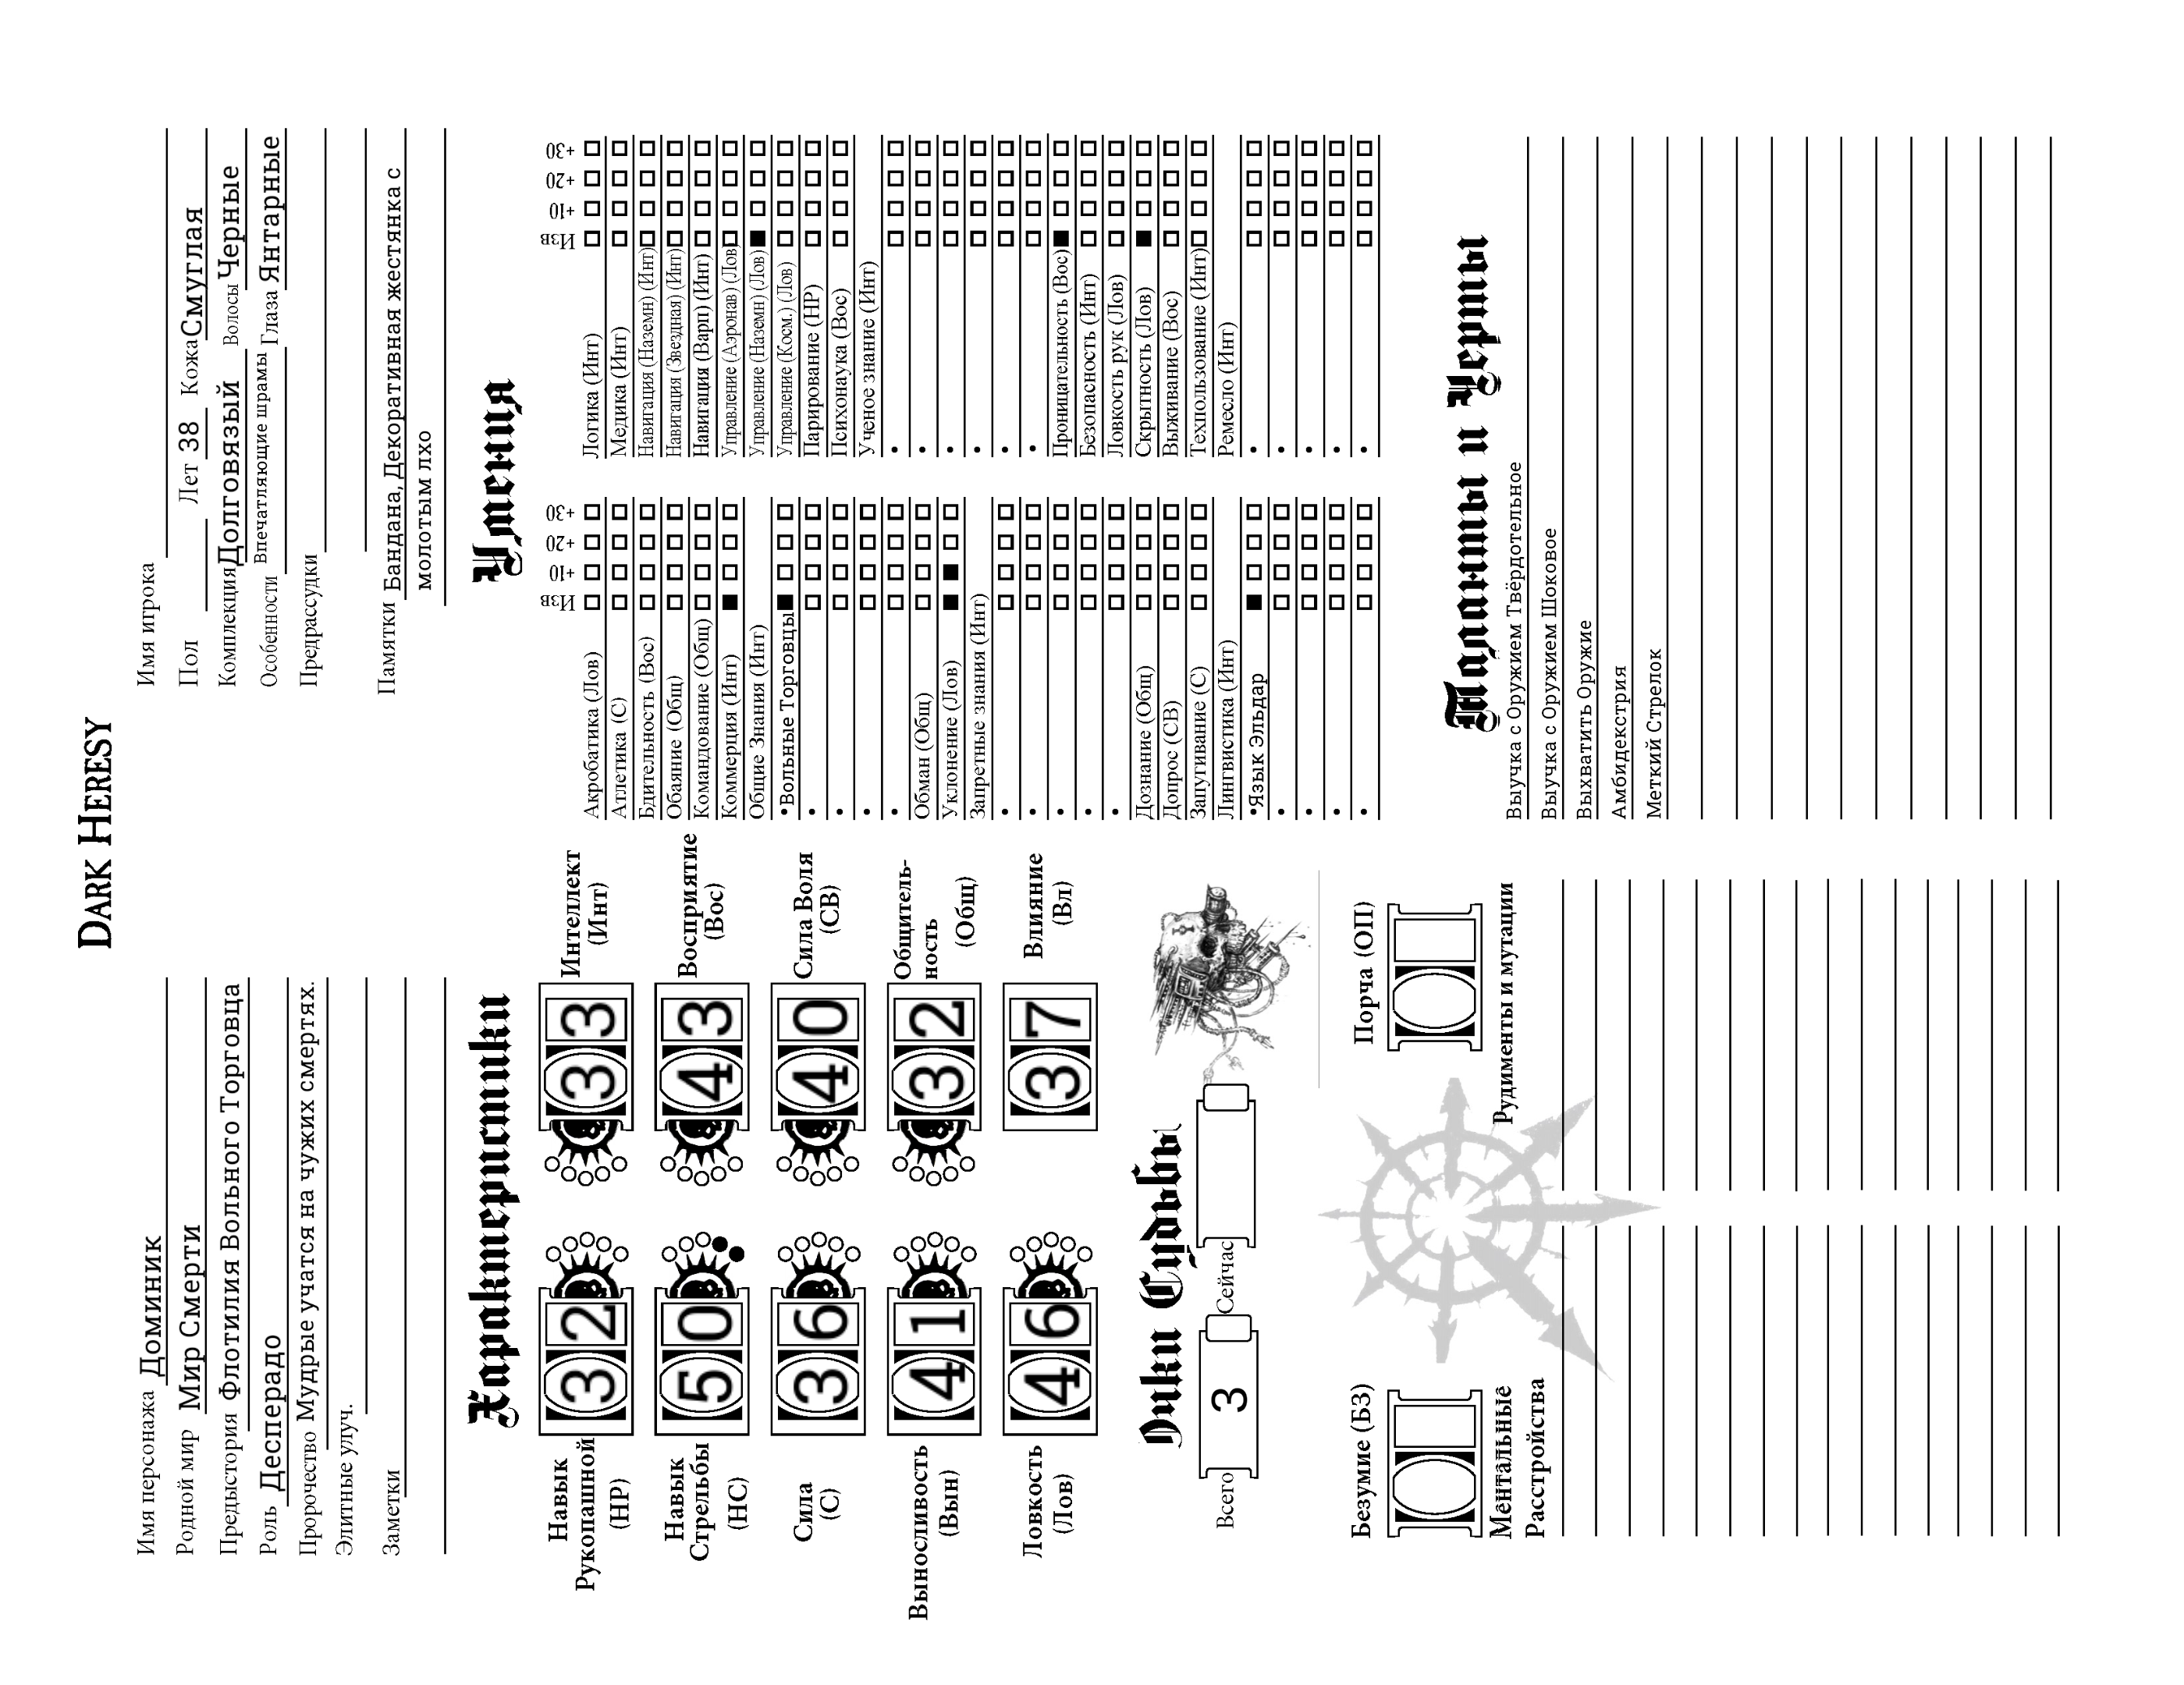 DARK HERESY
Имя персонажа Доминик
Родной мир Мир Смерти
Предыстория Флотилия Вольного Торговца
Роль Десперадо
Пророчество Мудрые учатся на чужих смертях.
Элитные улуч.
Заметки
Имя игрока
Пол Лет 38 Кожа Смуглая
Комплекция Долговязый Волосы Черные
Особенности Впечатляющие шрамы Глаза Янтарные
Предрассудки
Памятки Бандана, Декоративная жестянка с
молотым лхо
Характеристики
Навык
Рукопашной
(НР)
32
Навык
Стрельбы
(НС)
50
Сила
(С)
36
Выносливость
(Вын)
41
Ловкость
(Лов)
46
33
Интеллект
(Инт)
43
Восприятие
(Вос)
40
Сила Воля
(СВ)
32
Общитель-
ность
(Общ)
37
Влияние
(Вл)
Очки Судьбы
Всего 3 Сейчас
Безумие (БЗ)
Ментальные
Расстройства
Порча (ОП)
Рудименты и мутации
Умения
Изв +10 +20 +30
Акробатика (Лов)
Атлетика (С)
Бдительность (Вос)
Обаяние (Общ)
Командование (Общ)
Коммерция (Инт)
Общие Знания (Инт)
•Вольные Торговцы
•
•
•
•
Обман (Общ)
Уклонение (Лов)
Запретные знания (Инт)
•
•
•
•
•
Дознание (Общ)
Допрос (СВ)
Запугивание (С)
Лингвистика (Инт)
•Язык Эльдар
•
•
•
•
Изв +10 +20 +30
Логика (Инт)
Медика (Инт)
Навигация (Наземн) (Инт)
Навигация (Звездная) (Инт)
Навигация (Варп) (Инт)
Управление (Аэронав) (Лов)
Управление (Наземн) (Лов)
Управление (Косм.) (Лов)
Парирование (НР)
Психонаука (Вос)
Ученое знание (Инт)
•
•
•
•
•
•
Проницательность (Вос)
Безопасность (Инт)
Ловкость рук (Лов)
Скрытность (Лов)
Выживание (Вос)
Техпользование (Инт)
Ремесло (Инт)
•
•
•
•
•
Таланты и Черты
Выучка с Оружием Твёрдотельное
Выучка с Оружием Шоковое
Выхватить Оружие
Амбидекстрия
Меткий Стрелок